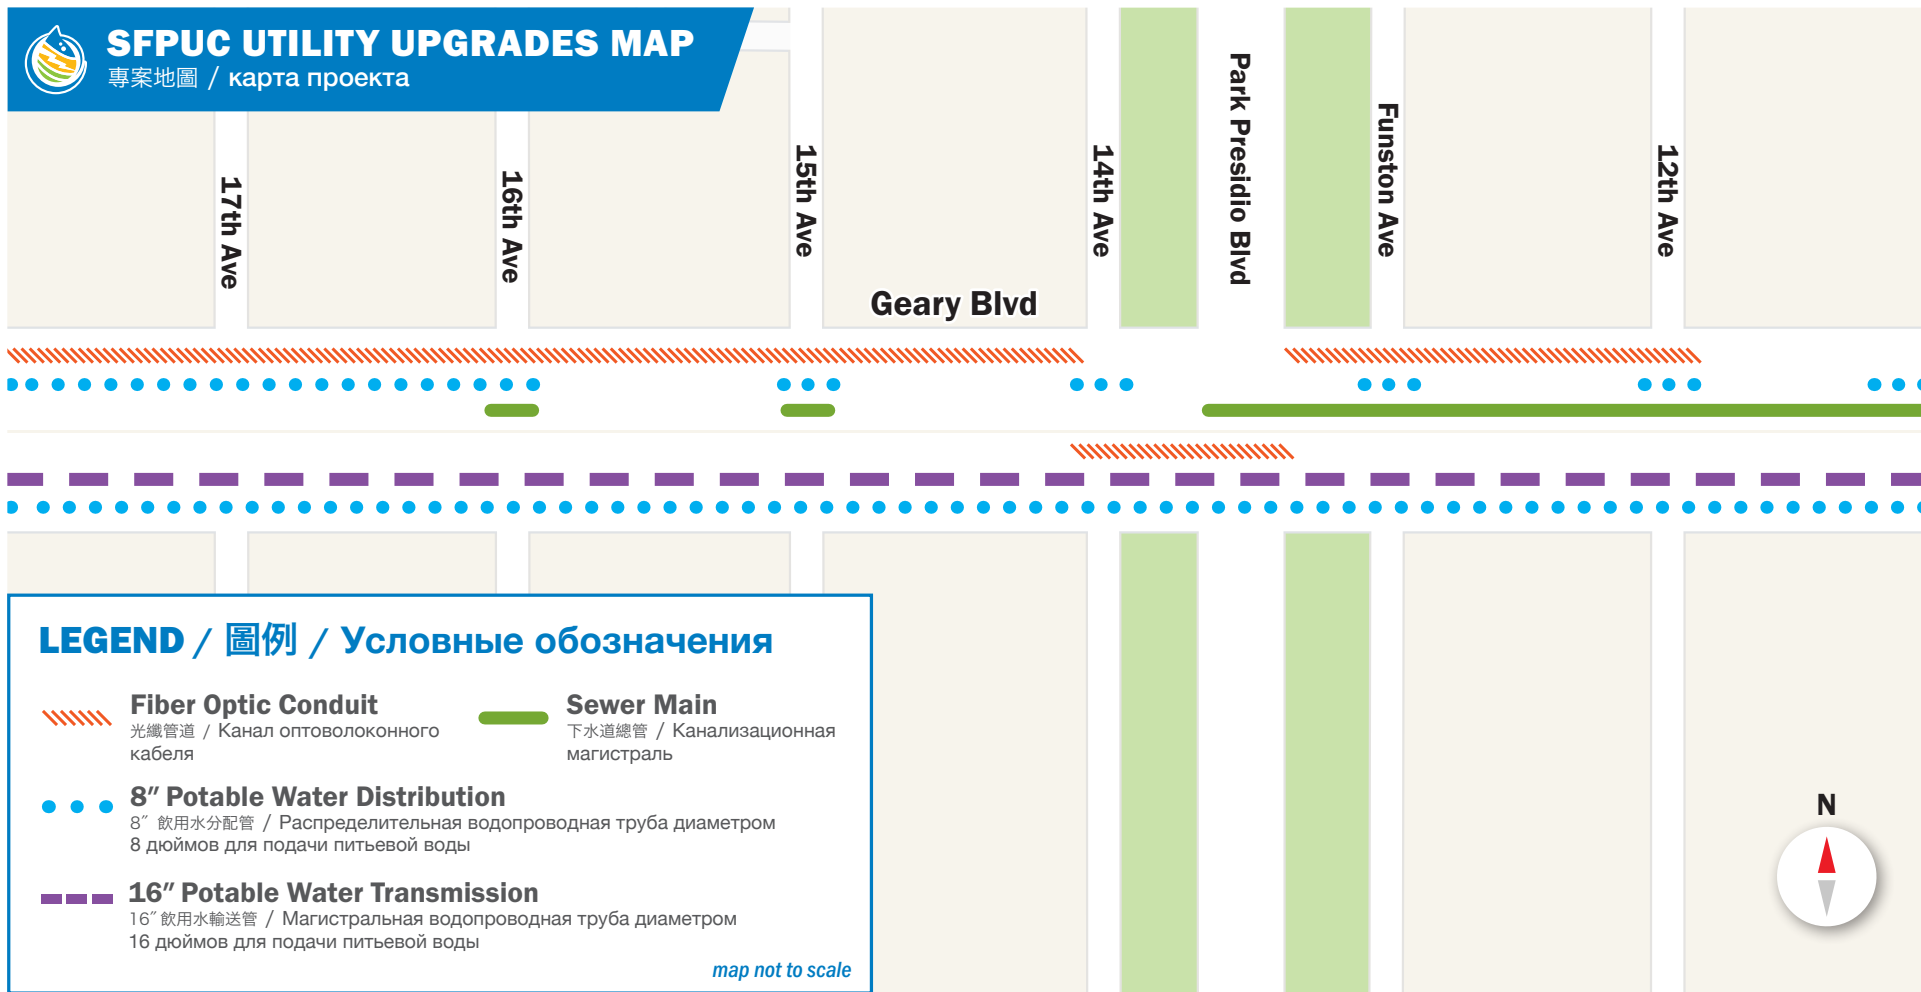 SFPUC UTILITY UPGRADES MAP
專案地圖 / карта проекта
17th Ave
16th Ave
15th Ave
14th Ave
Park Presidio Blvd
Funston Ave
12th Ave
Geary Blvd
LEGEND / 圖例 / Условные обозначения
Fiber Optic Conduit
光纖管道 / Канал оптоволоконного
кабеля
Sewer Main
下水道總管 / Канализационная
магистраль
8″ Potable Water Distribution
8″ 飲用水分配管 / Распределительная водопроводная труба диаметром
8 дюймов для подачи питьевой воды
16″ Potable Water Transmission
16″ 飲用水輸送管 / Магистральная водопроводная труба диаметром
16 дюймов для подачи питьевой воды
map not to scale
N